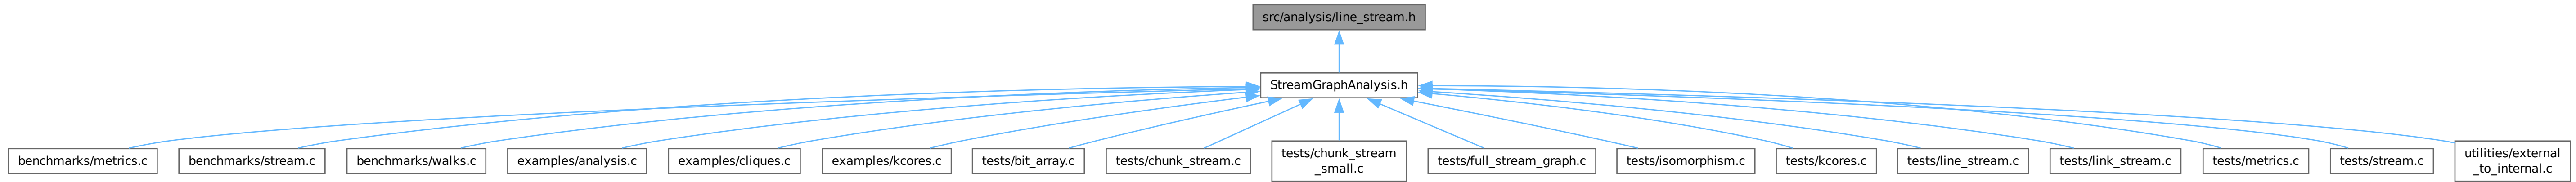 src/analysis/line_stream.h
StreamGraphAnalysis.h
benchmarks/metrics.c
benchmarks/stream.c
benchmarks/walks.c
examples/analysis.c
examples/cliques.c
examples/kcores.c
tests/bit_array.c
tests/chunk_stream.c
tests/chunk_stream
_small.c
tests/full_stream_graph.c
tests/isomorphism.c
tests/kcores.c
tests/line_stream.c
tests/link_stream.c
tests/metrics.c
tests/stream.c
utilities/external
_to_internal.c